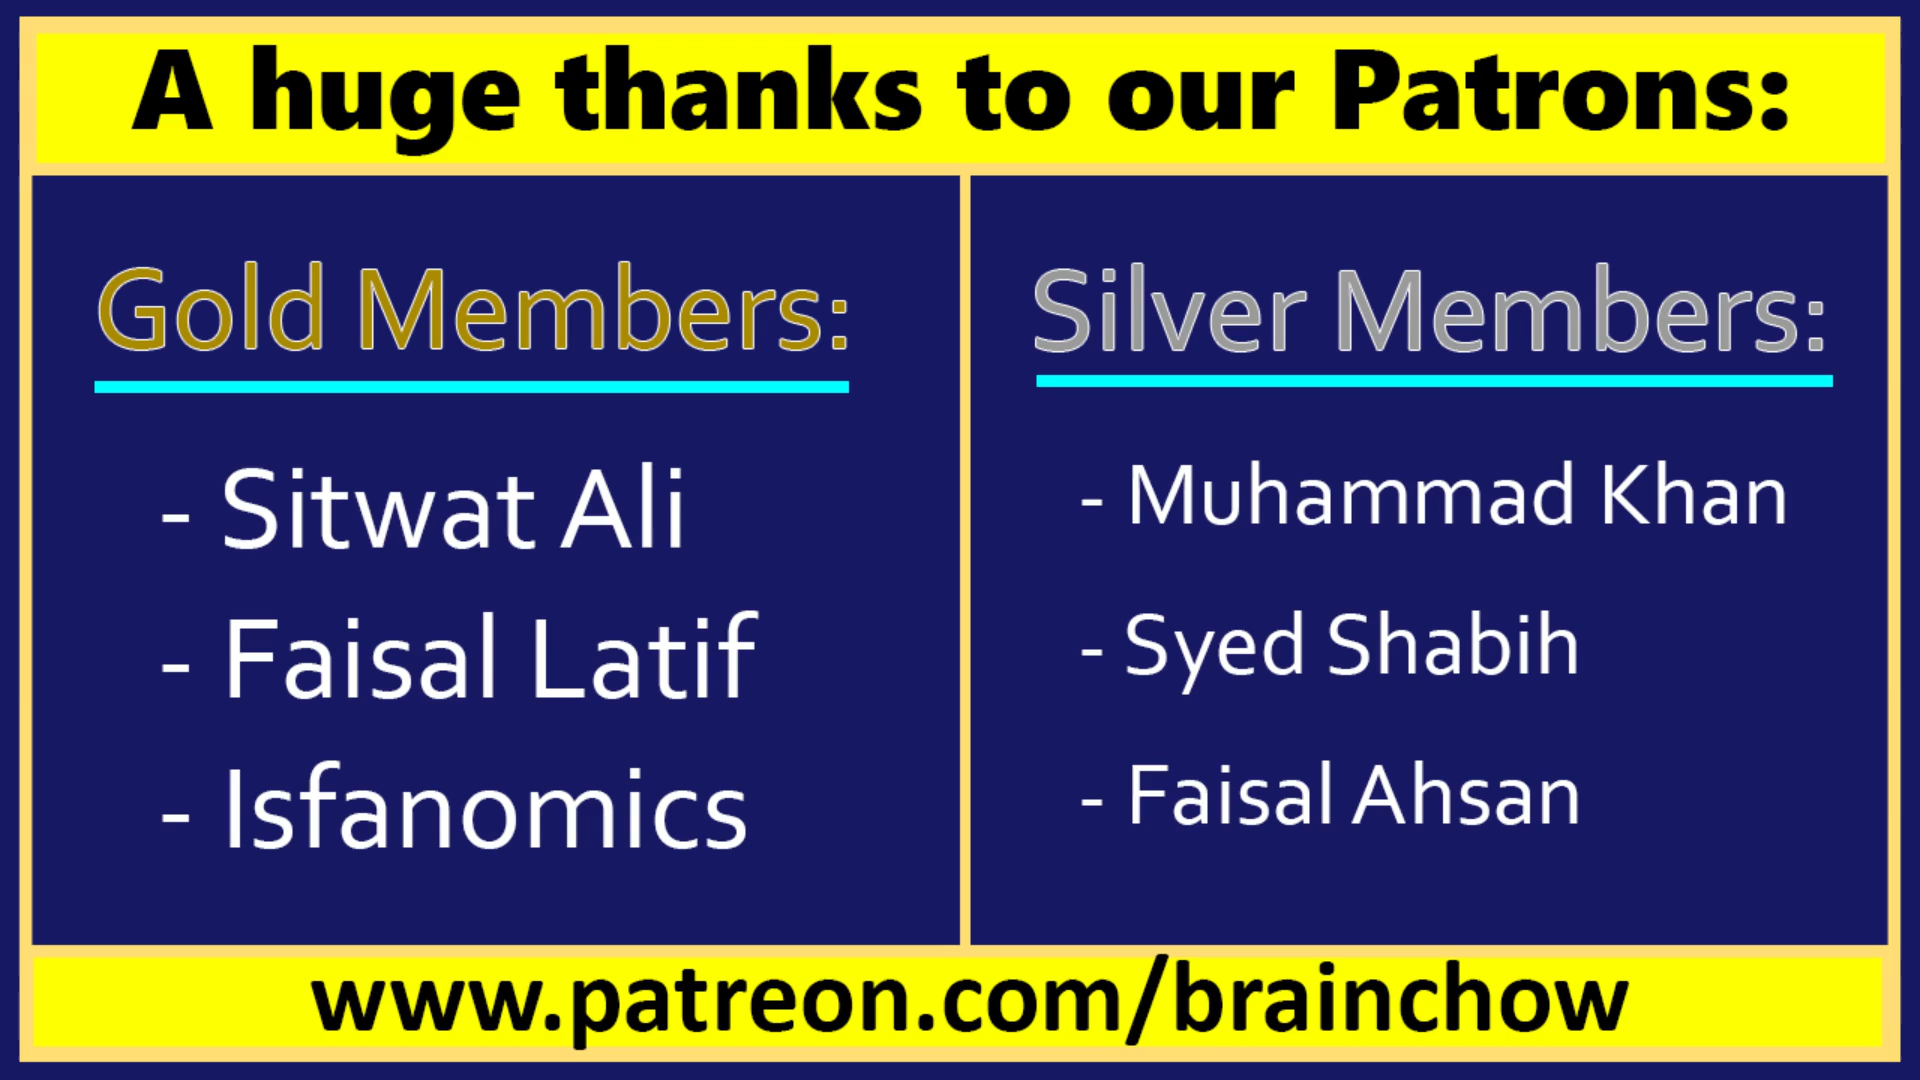 A huge thanks to our Patrons:
Gold Members:
- Sitwat Ali
- Faisal Latif
- Isfanomics
Silver Members:
- Muhammad Khan
- Syed Shabih
- Faisal Ahsan
www.patreon.com/brainchow